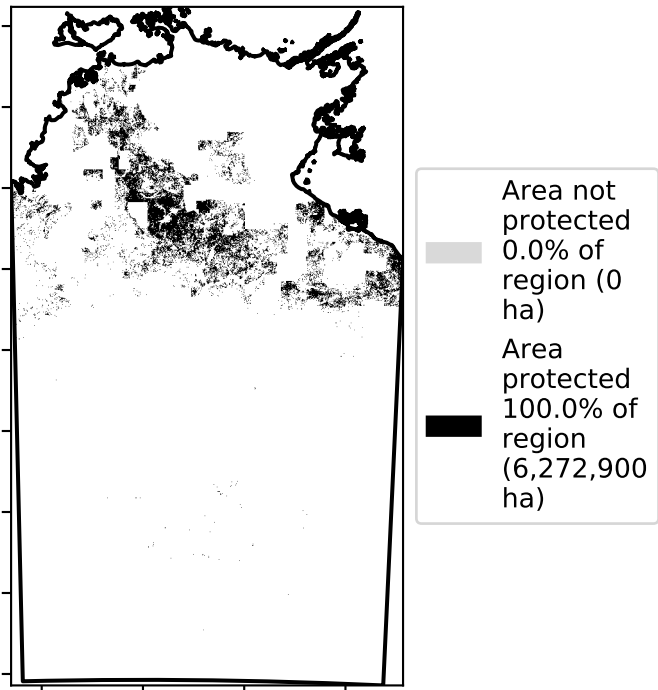 Area not
protected
0.0% of
region (0
ha)
Area
protected
100.0% of
region
(6,272,900
ha)